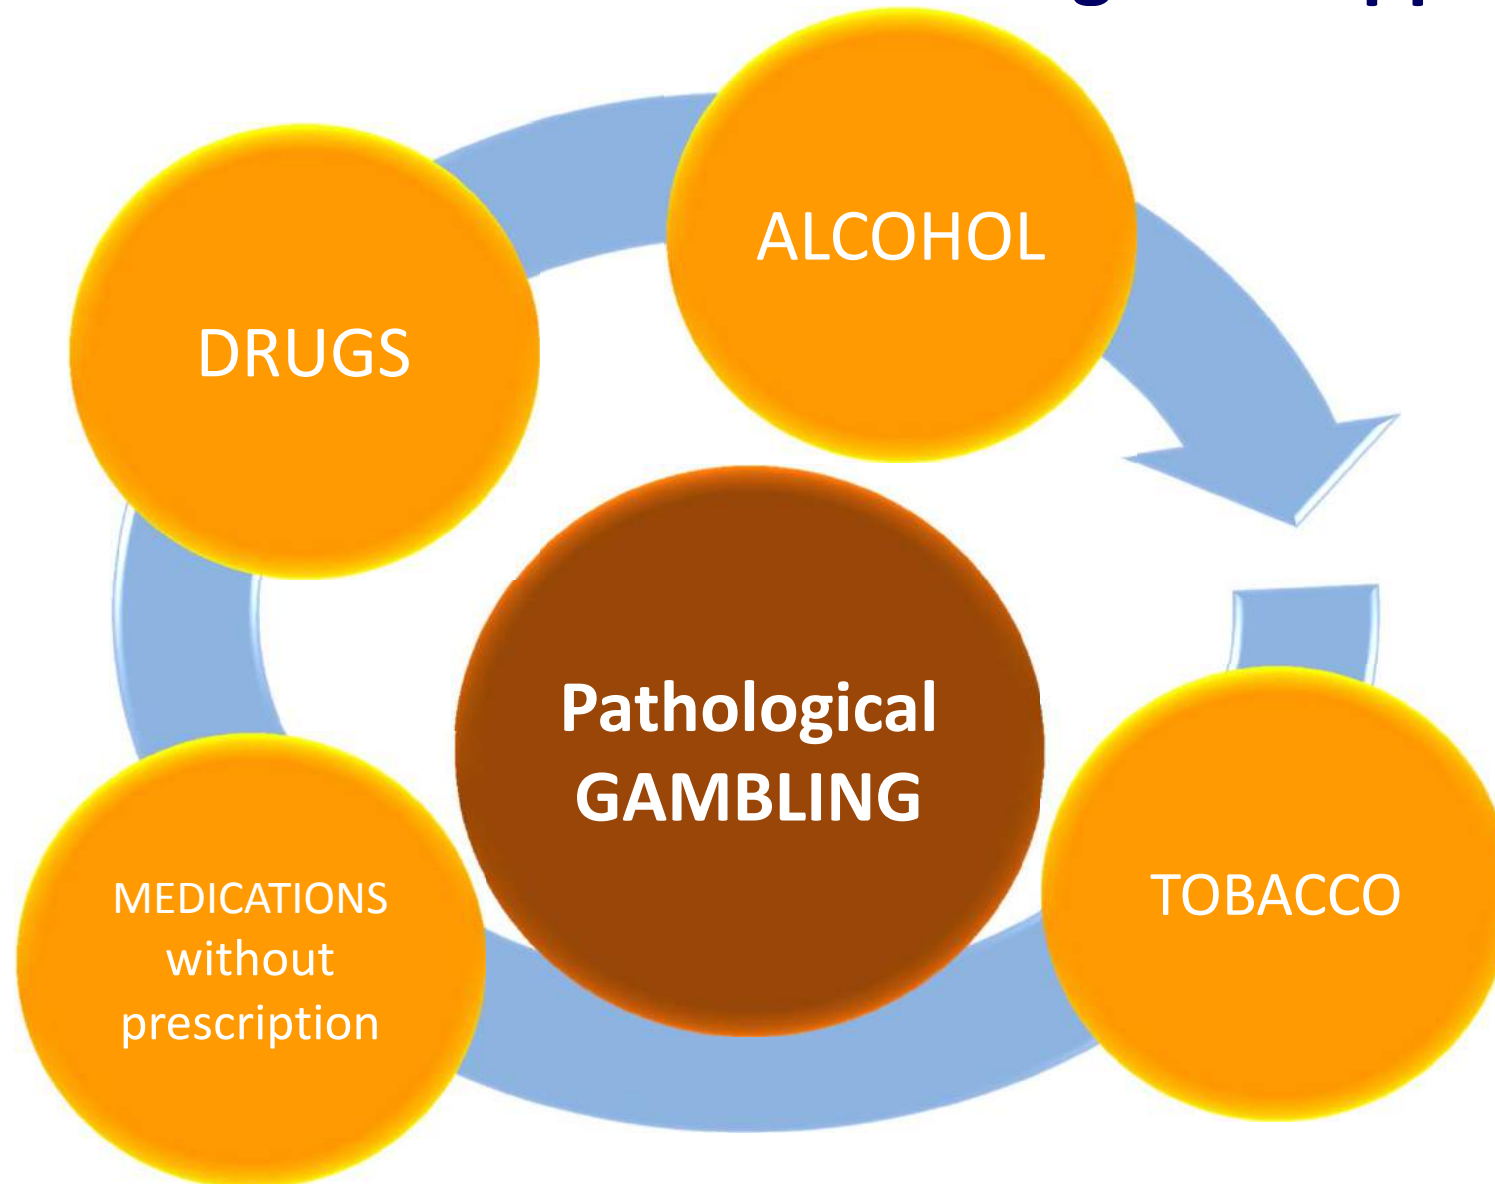 ALCOHOL
DRUGS
Pathological
GAMBLING
TOBACCO
MEDICATIONS
without
prescription